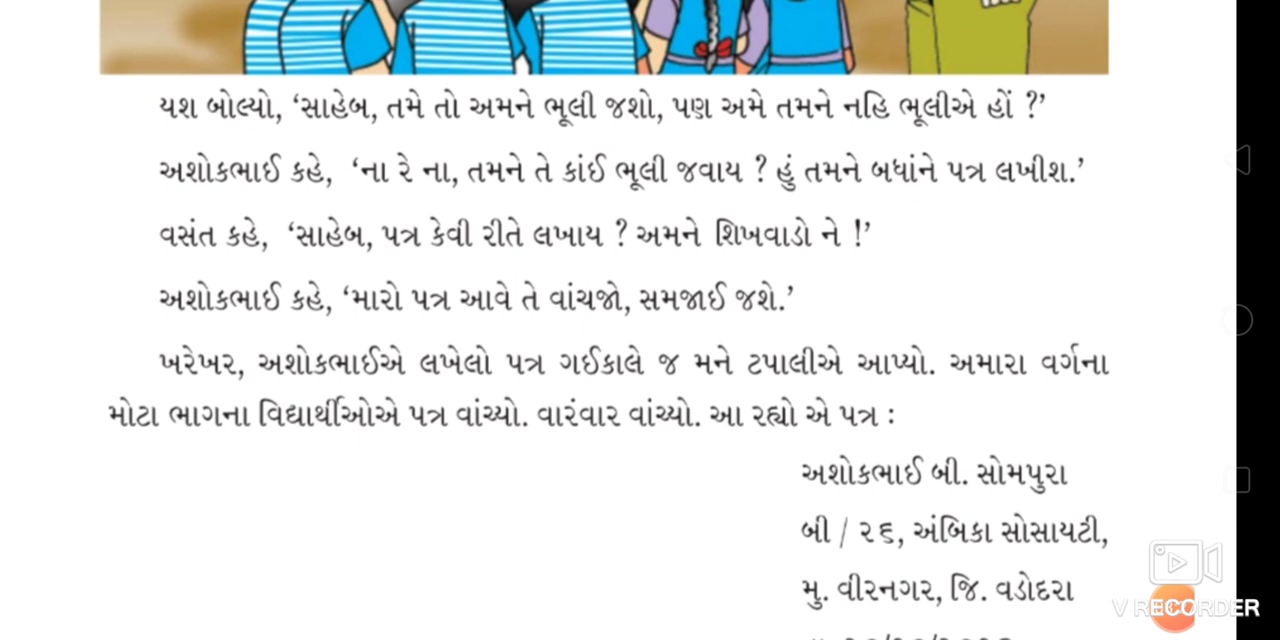 યશ બોલ્યો, ‘સાહેબ, તમે તો અમને ભૂલી જશો, પણ અમે તમને નહિ ભૂલીએ હોં ?’
અશોકભાઈ કહે, ‘ના રે ના, તમને તે કાંઈ ભૂલી જવાય ? હું તમને બધાંને પત્ર લખીશ.’
વસંત કહે, ‘સાહેબ, પત્ર કેવી રીતે લખાય ? અમને શિખવાડો ને !’
અશોકભાઈ કહે, ‘મારો પત્ર આવે તે વાંચજો, સમજાઈ જશે.’
ખરેખર, અશોકભાઈએ લખેલો પત્ર ગઈકાલે જ મને ટપાલીએ આપ્યો. અમારા વર્ગના
મોટા ભાગના વિદ્યાર્થીઓએ પત્ર વાંચ્યો. વારંવાર વાંચ્યો. આ રહ્યો એ પત્ર :
અશોકભાઈ બી. સોમપુરા
બી / ૨૬, અંબિકા સોસાયટી,
મુ. વીરનગર, જિ. વડોદરા
V RECORDER